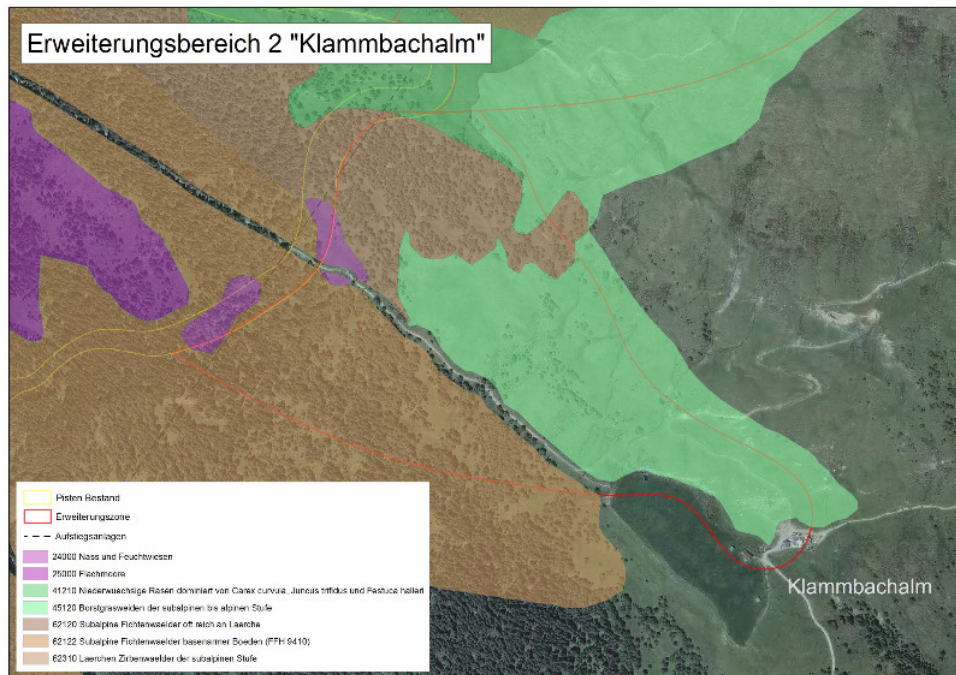 Erweiterungsbereich 2 "Klammbachalm"
Klammbachalm
Pisten Bestand
Erweiterungszone
Aufstiegsanlagen
24000 Nass und Feuchtwiesen
25000 Flachmoore
41210 Niederwuechsige Rasen dominiert von Carex curvula, Juncus trifidus und Festuca halleri
45120 Borstgrasweiden der subalpinen bis alpinen Stufe
62120 Subalpine Fichtenwaelder oft reich an Laerche
62122 Subalpine Fichtenwaelder basenarmer Boeden (FFH 9410)
62310 Laerchen Zirbenwaelder der subalpinen Stufe